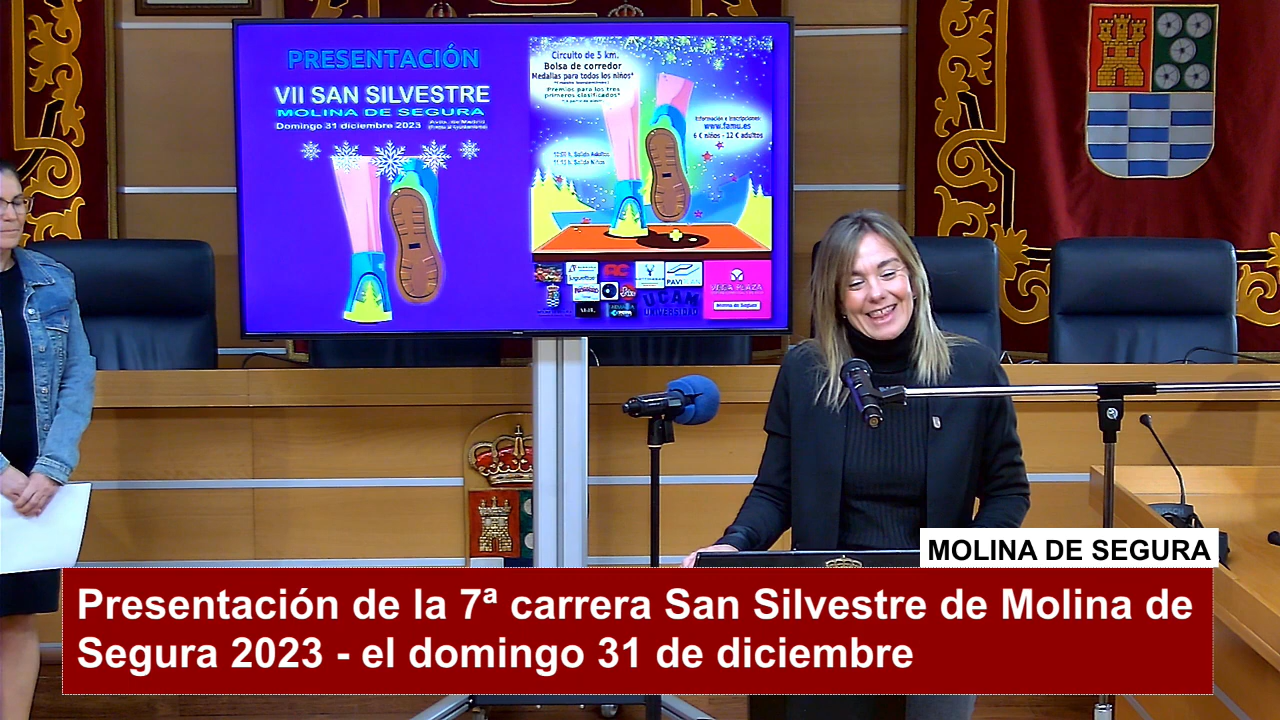 PRESENTACIÓN
VII SAN SILVESTRE
MOLINA DE SEGURA
Domingo 31 diciembre 2023
Circuito de 5 km.
Bolsa de corredor
Medallas para todos los niños*
Premios para los tres
primeros clasificados*
Información e inscripciones:
www.famu.es
6 € niños - 12 € adultos
VEGA PLAZA
Molina de Segura
UCAM
UNIVERSIDAD
MOLINA DE SEGURA
Presentación de la 7ª carrera San Silvestre de Molina de
Segura 2023 - el domingo 31 de diciembre